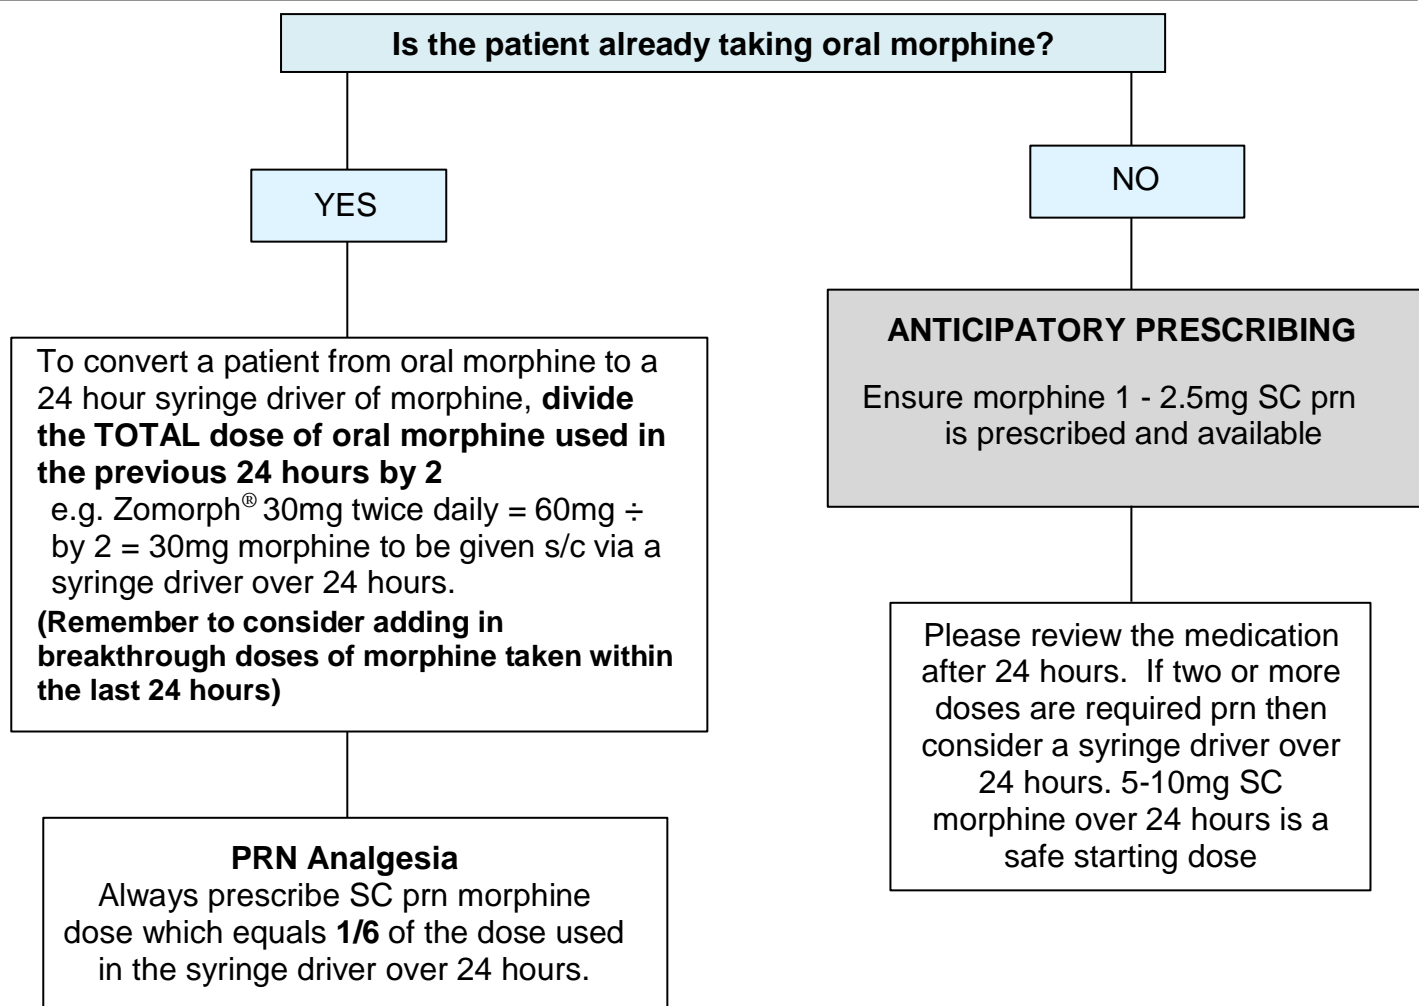 Is the patient already taking oral morphine?
YES
NO
To convert a patient from oral morphine to a
24 hour syringe driver of morphine, divide
the TOTAL dose of oral morphine used in
the previous 24 hours by 2
e.g. Zomorph® 30mg twice daily = 60mg ÷
by 2 = 30mg morphine to be given s/c via a
syringe driver over 24 hours.
(Remember to consider adding in
breakthrough doses of morphine taken within
the last 24 hours)
PRN Analgesia
Always prescribe SC prn morphine
dose which equals 1/6 of the dose used
in the syringe driver over 24 hours.
ANTICIPATORY PRESCRIBING
Ensure morphine 1 - 2.5mg SC prn
is prescribed and available
Please review the medication
after 24 hours. If two or more
doses are required prn then
consider a syringe driver over
24 hours. 5-10mg SC
morphine over 24 hours is a
safe starting dose